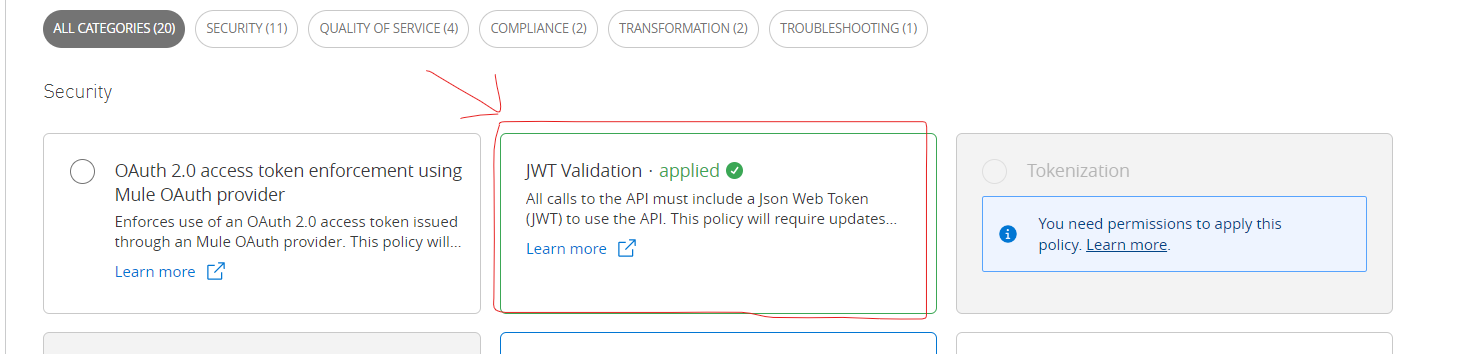 ALL CATEGORIES (20)
SECURITY (11)
QUALITY OF SERVICE (4)
COMPLIANCE (2)
TRANSFORMATION (2)
TROUBLESHOOTING (1)
Security
OAuth 2.0 access token enforcement using
Mule OAuth provider
Enforces use of an OAuth 2.0 access token issued
through an Mule OAuth provider. This policy will...
Learn more
JWT Validation · applied
All calls to the API must include a Json Web Token
(JWT) to use the API. This policy will require updates...
Learn more
Tokenization
You need permissions to apply this
policy. Learn more.